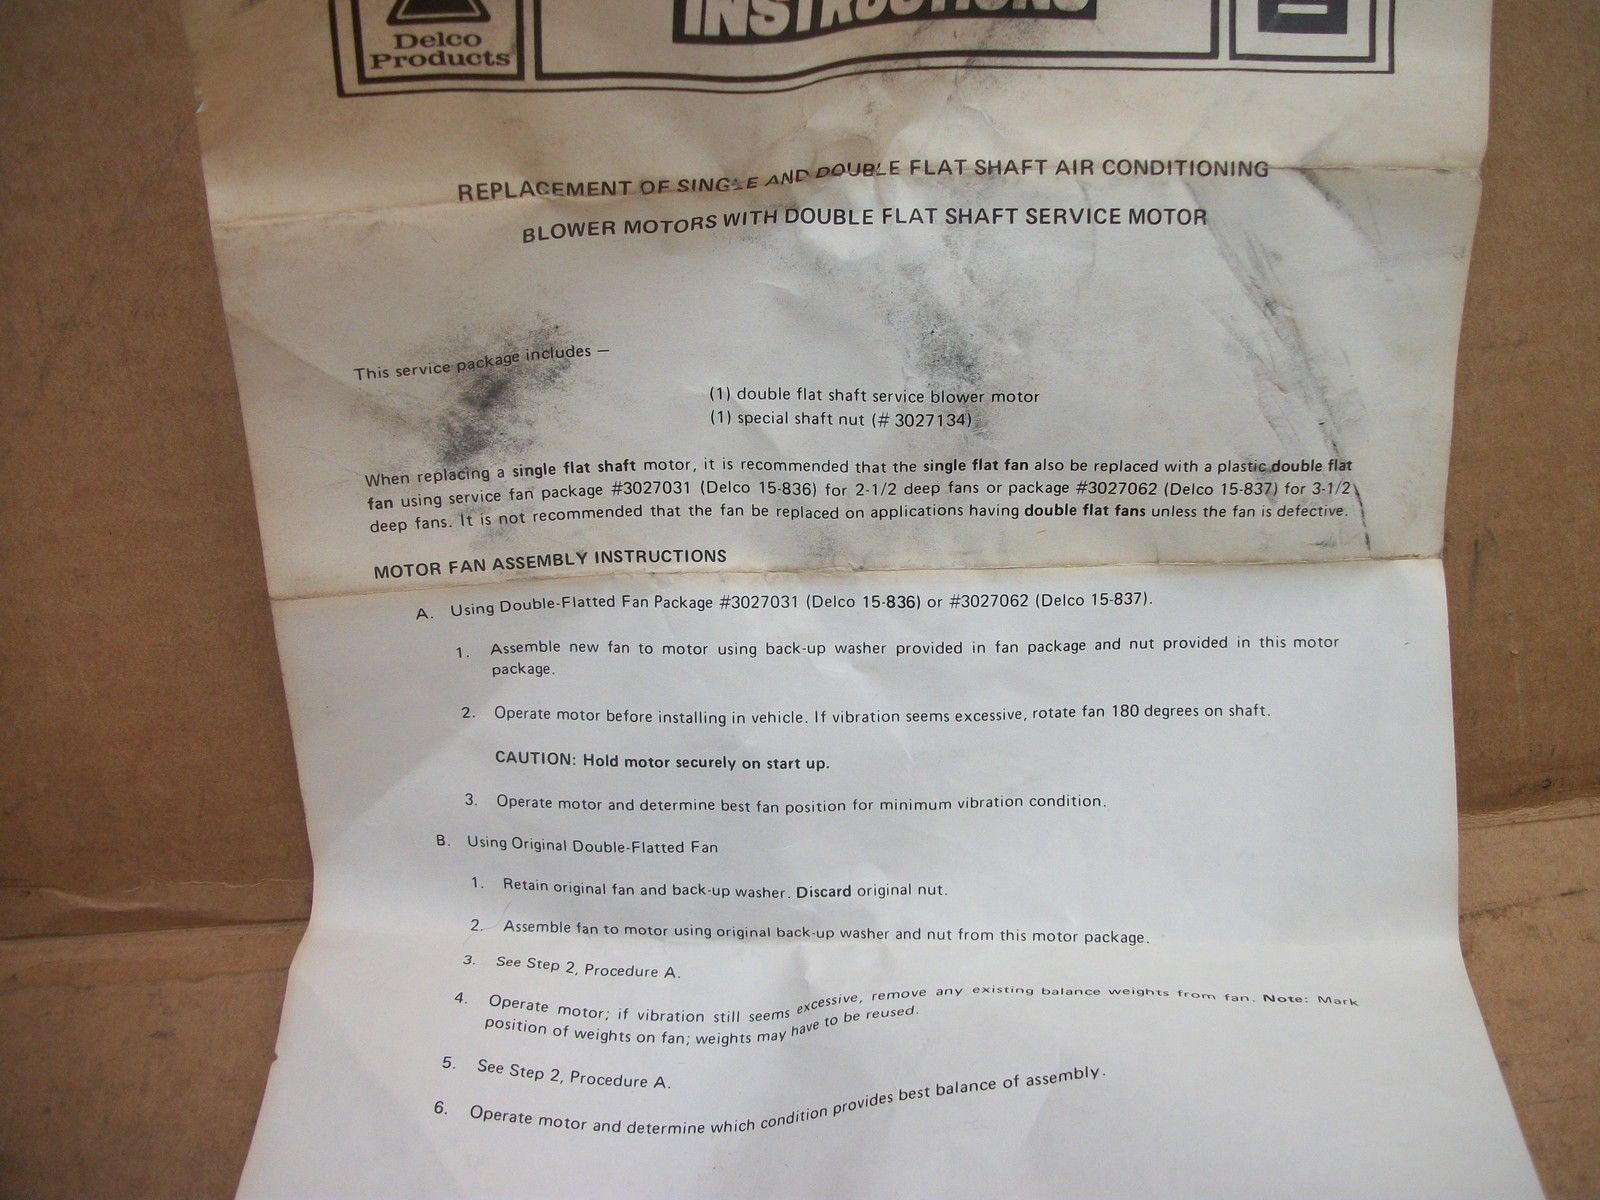 INSTRUCTIONS
Delco
Products
REPLACEMENT OF SINGLE AND DOUBLE FLAT SHAFT AIR CONDITIONING
BLOWER MOTORS WITH DOUBLE FLAT SHAFT SERVICE MOTOR
This service package includes —
(1) double flat shaft service blower motor
(1) special shaft nut (# 3027134)
When replacing a single flat shaft motor, it is recommended that the single flat fan also be replaced with a plastic double flat
fan using service fan package #3027031 (Delco 15-836) for 2-1/2 deep fans or package #3027062 (Delco 15-837) for 3-1/2
deep fans. It is not recommended that the fan be replaced on applications having double flat fans unless the fan is defective.
MOTOR FAN ASSEMBLY INSTRUCTIONS
A. Using Double-Flatted Fan Package #3027031 (Delco 15-836) or #3027062 (Delco 15-837).
1. Assemble new fan to motor using back-up washer provided in fan package and nut provided in this motor
package.
2. Operate motor before installing in vehicle. If vibration seems excessive, rotate fan 180 degrees on shaft.
CAUTION: Hold motor securely on start up.
3. Operate motor and determine best fan position for minimum vibration condition.
B. Using Original Double-Flatted Fan
1. Retain original fan and back-up washer. Discard original nut.
2. Assemble fan to motor using original back-up washer and nut from this motor package.
3. See Step 2, Procedure A.
4. Operate motor; if vibration still seems excessive, remove any existing balance weights from fan. Note: Mark
position of weights on fan; weights may have to be reused.
5. See Step 2, Procedure A.
6. Operate motor and determine which condition provides best balance of assembly.